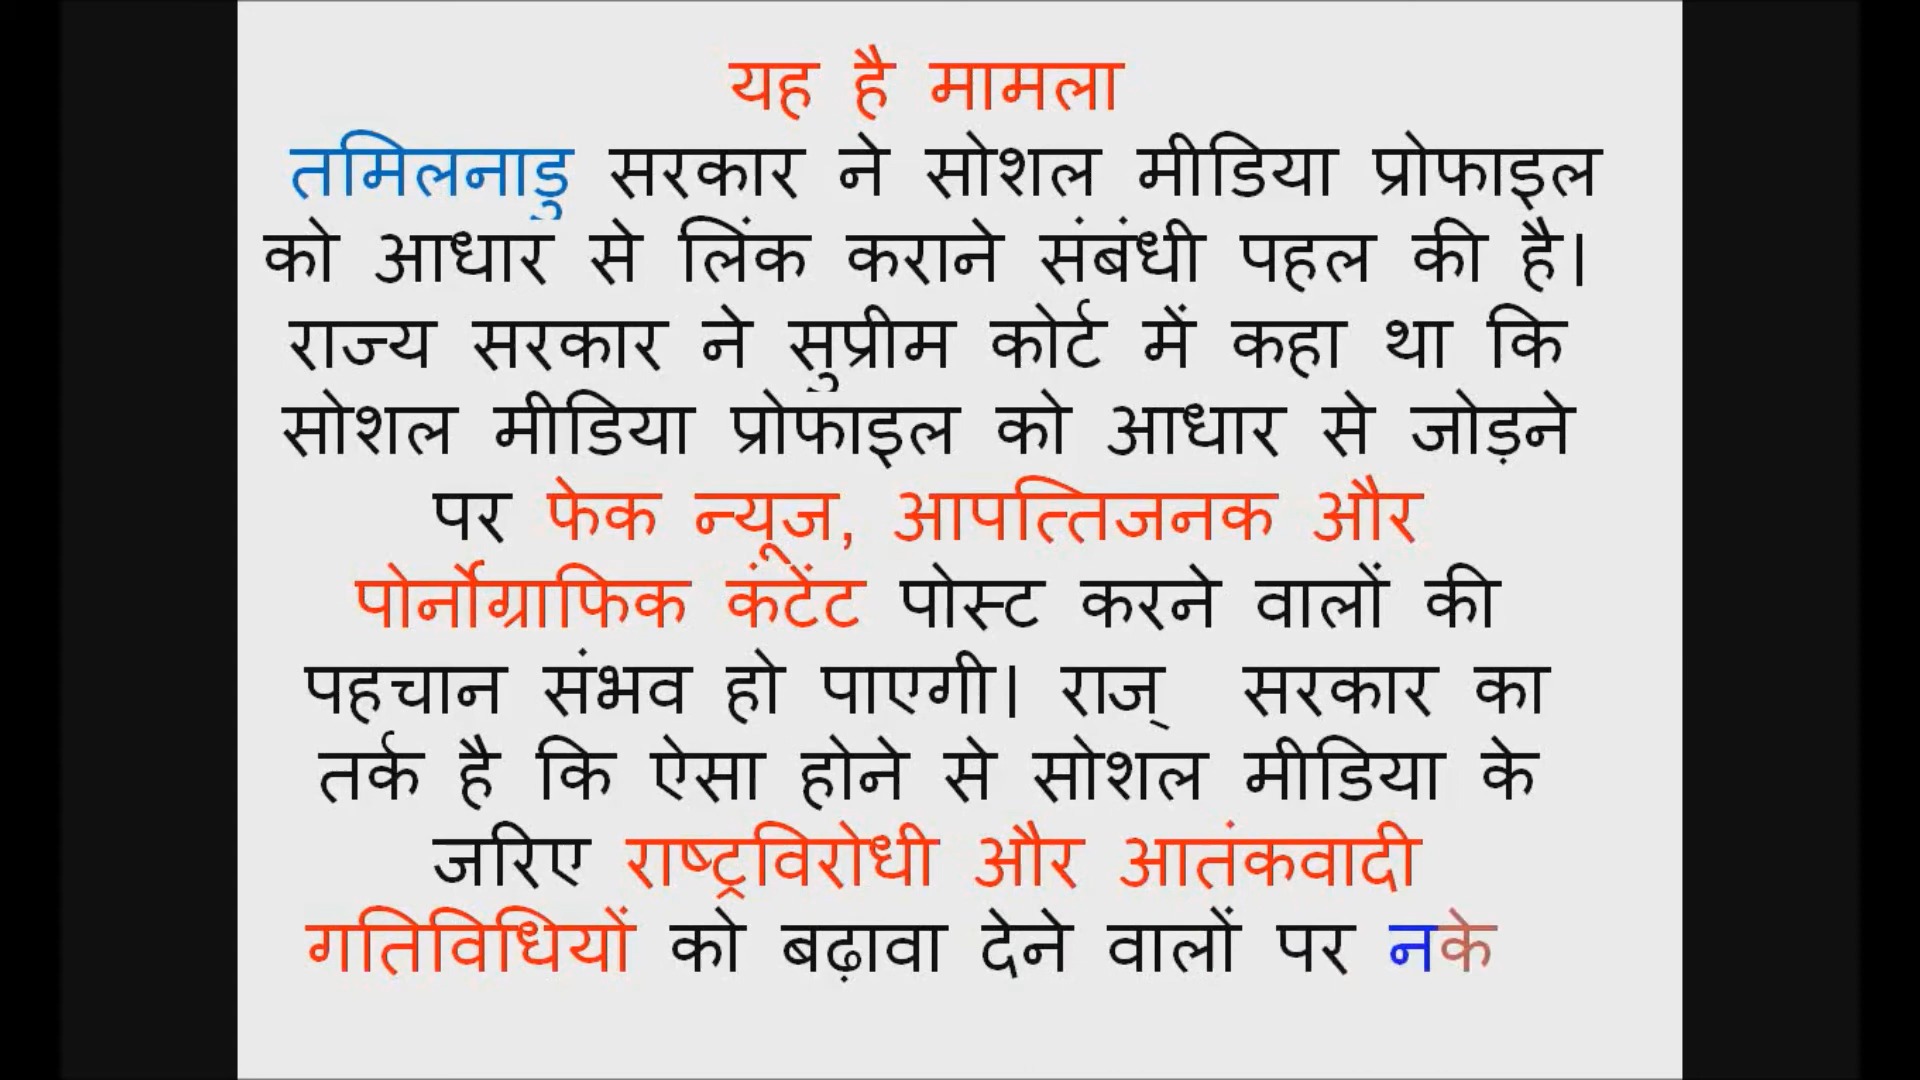 यह है मामला
तमिलनाडु सरकार ने सोशल मीडिया प्रोफाइल
को आधार से लिंक कराने संबंधी पहल की है।
राज्य सरकार ने सुप्रीम कोर्ट में कहा था कि
सोशल मीडिया प्रोफाइल को आधार से जोड़ने
पर फेक न्यूज, आपत्तिजनक और
पोर्नोग्राफिक कंटेंट पोस्ट करने वालों की
पहचान संभव हो पाएगी। राज् सरकार का
तर्क है कि ऐसा होने से सोशल मीडिया के
जरिए राष्ट्रविरोधी और आतंकवादी
गतिविधियों को बढ़ावा देने वालों पर नके